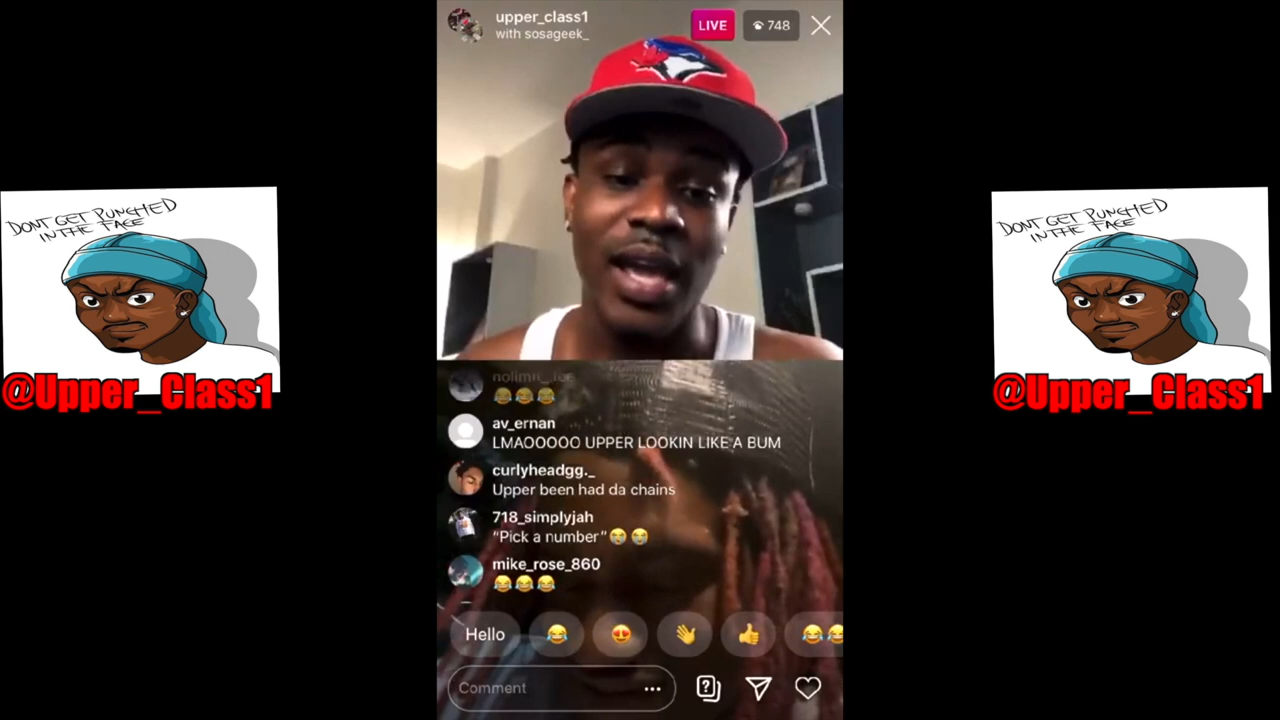 upper_class1
with sosageek_
LIVE
748
DONT GET PUNCHED
IN THE FACE
@Upper_Class1
DONT GET PUNCHED
IN THE FACE
@Upper_Class1
😂😂😂
av_ernan
LMAOOOOO UPPER LOOKIN LIKE A BUM
curlyheadgg._
Upper been had da chains
718_simplyjah
“Pick a number”😭😭
mike_rose_860
😂😂😂
Hello
Comment